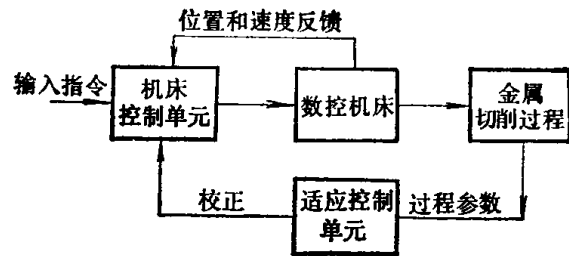 位置和速度反馈
输入指令
机床
控制单元
数控机床
金属
切削过程
校正
适应控制
单元
过程参数